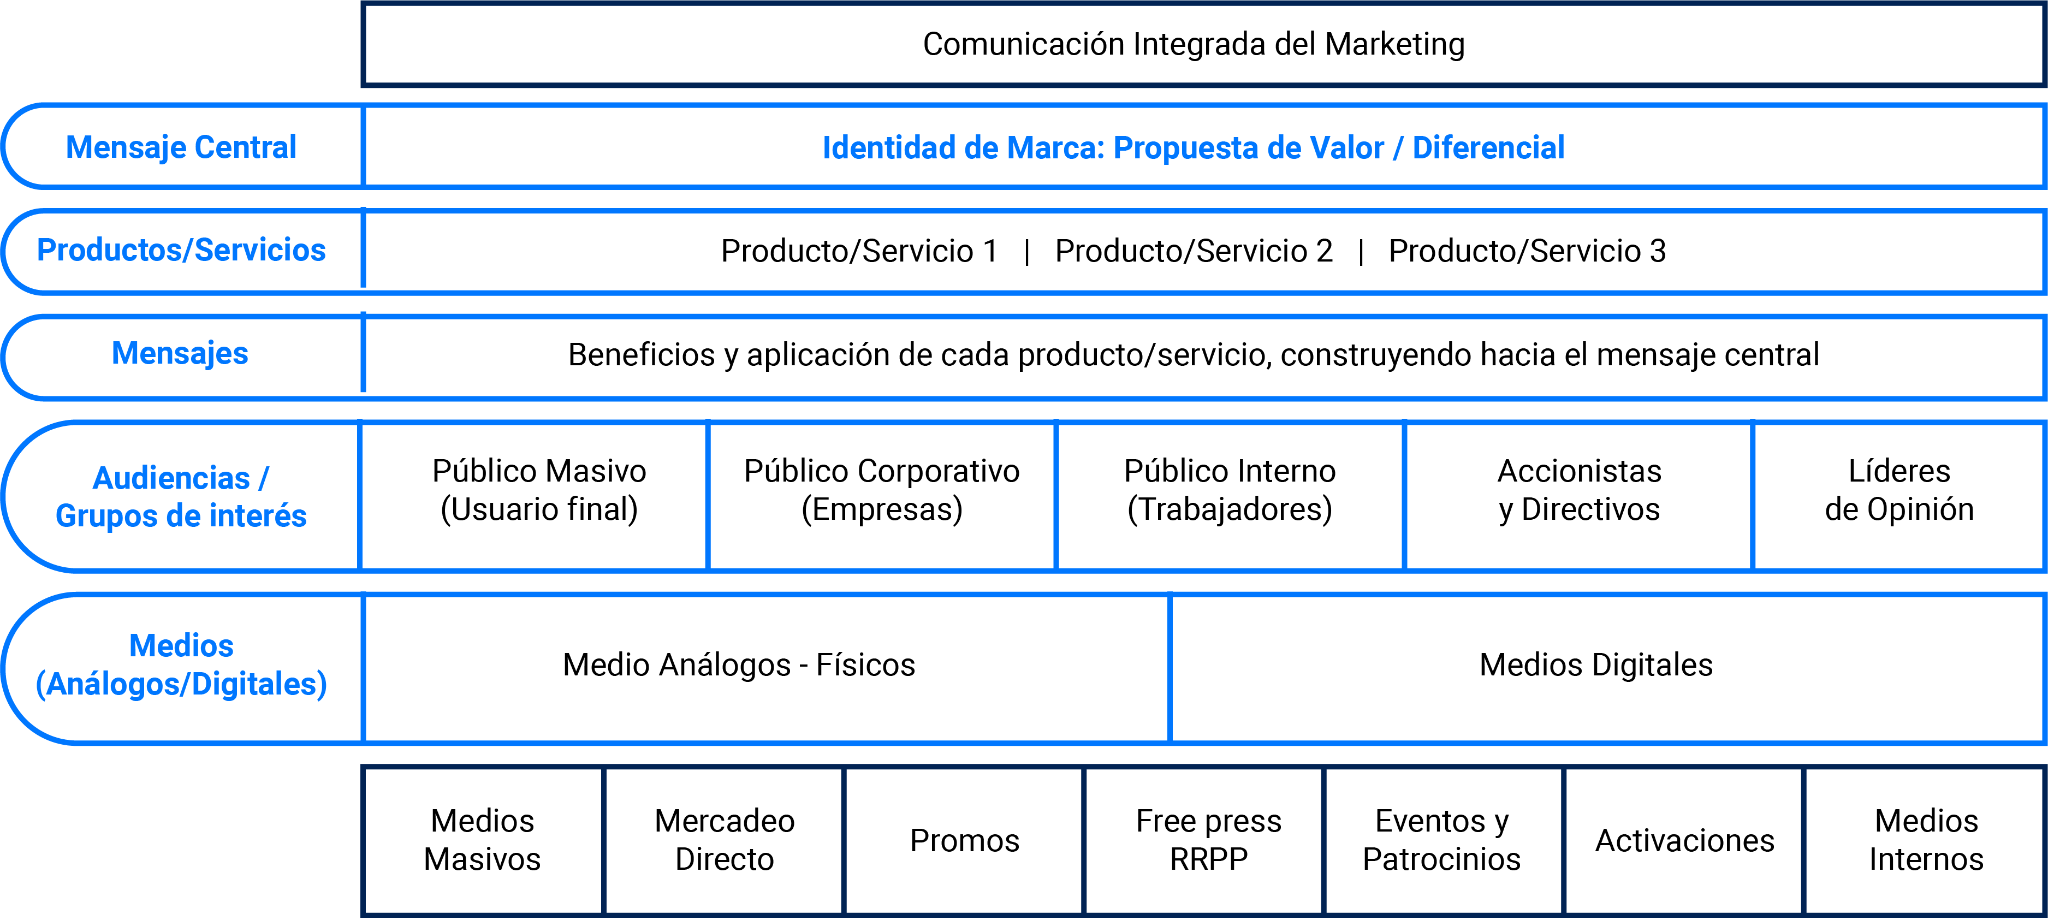 Comunicación Integrada del Marketing
Mensaje Central
Identidad de Marca: Propuesta de Valor / Diferencial
Productos/Servicios
Producto/Servicio 1 | Producto/Servicio 2 | Producto/Servicio 3
Mensajes
Beneficios y aplicación de cada producto/servicio, construyendo hacia el mensaje central
Audiencias /
Grupos de interés
Público Masivo
(Usuario final)
Público Corporativo
(Empresas)
Público Interno
(Trabajadores)
Accionistas
y Directivos
Líderes
de Opinión
Medios
(Análogos/Digitales)
Medio Análogos - Físicos
Medios Digitales
Medios
Masivos
Mercadeo
Directo
Promos
Free press
RRPP
Eventos y
Patrocinios
Activaciones
Medios
Internos